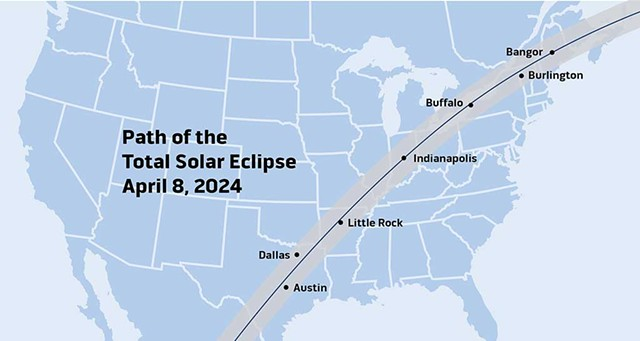 Path of the
Total Solar Eclipse
April 8, 2024
Bangor
Burlington
Buffalo
Indianapolis
Little Rock
Dallas
Austin